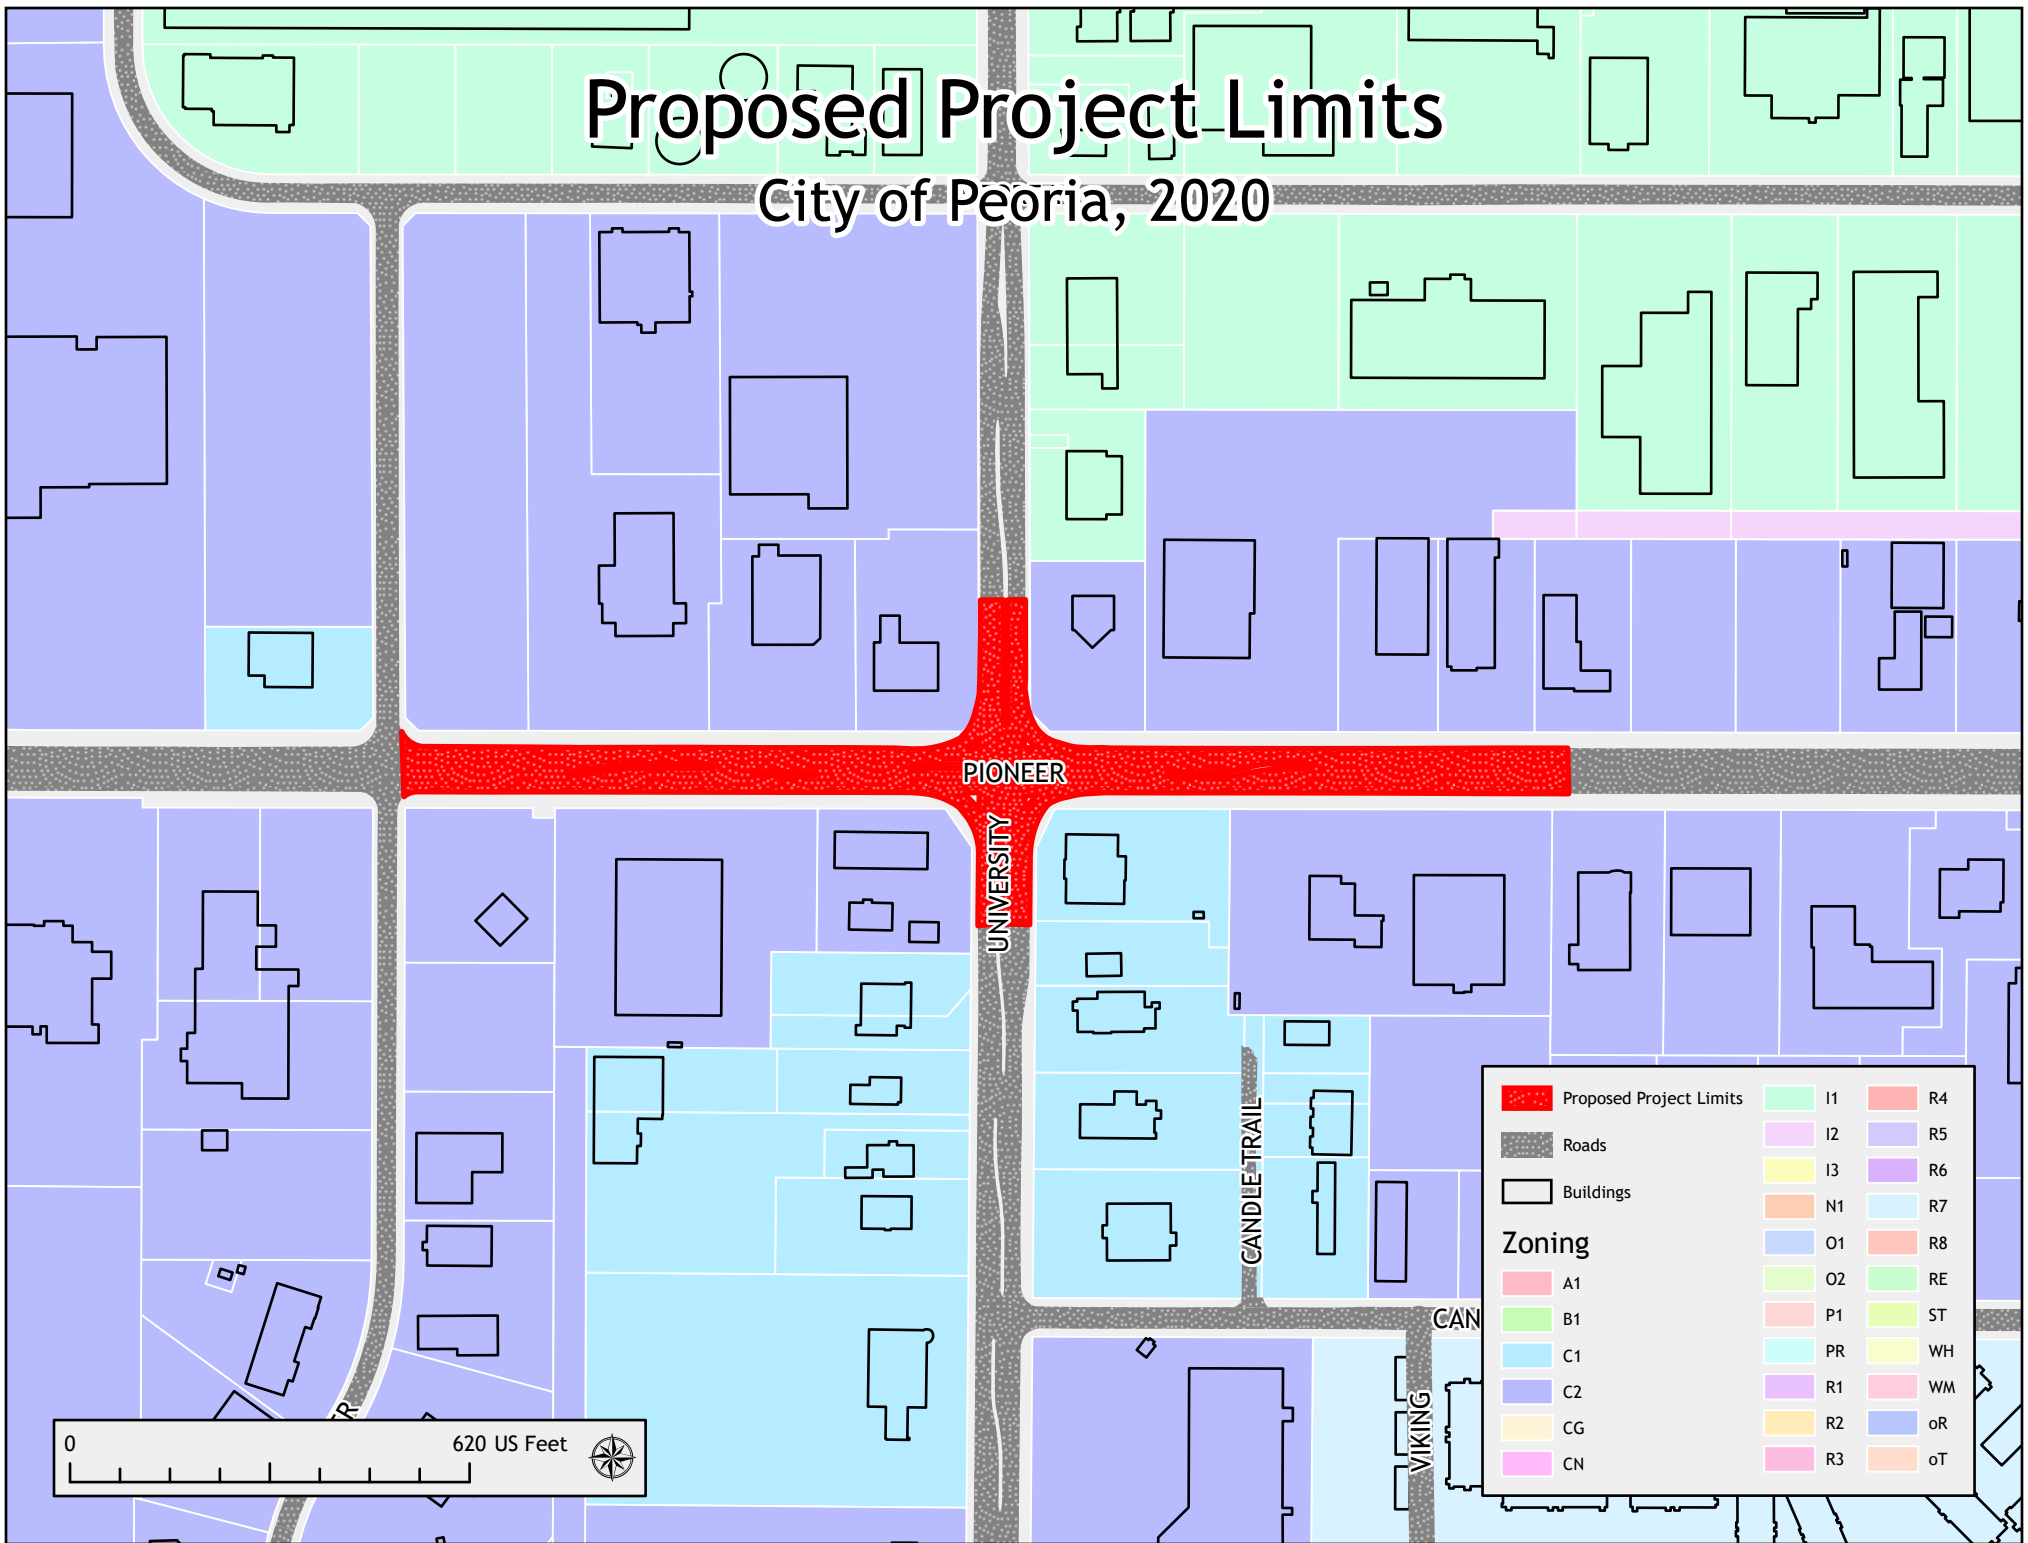 Proposed Project Limits
City of Peoria, 2020
PIONEER
UNIVERSITY
CANDLETRAIL
CAN
VIKING
ER
0 620 US Feet
Proposed Project Limits
Roads
Buildings
Zoning
A1
B1
C1
C2
CG
CN
I1
I2
I3
N1
O1
O2
P1
PR
R1
R2
R3
R4
R5
R6
R7
R8
RE
ST
WH
WM
oR
oT